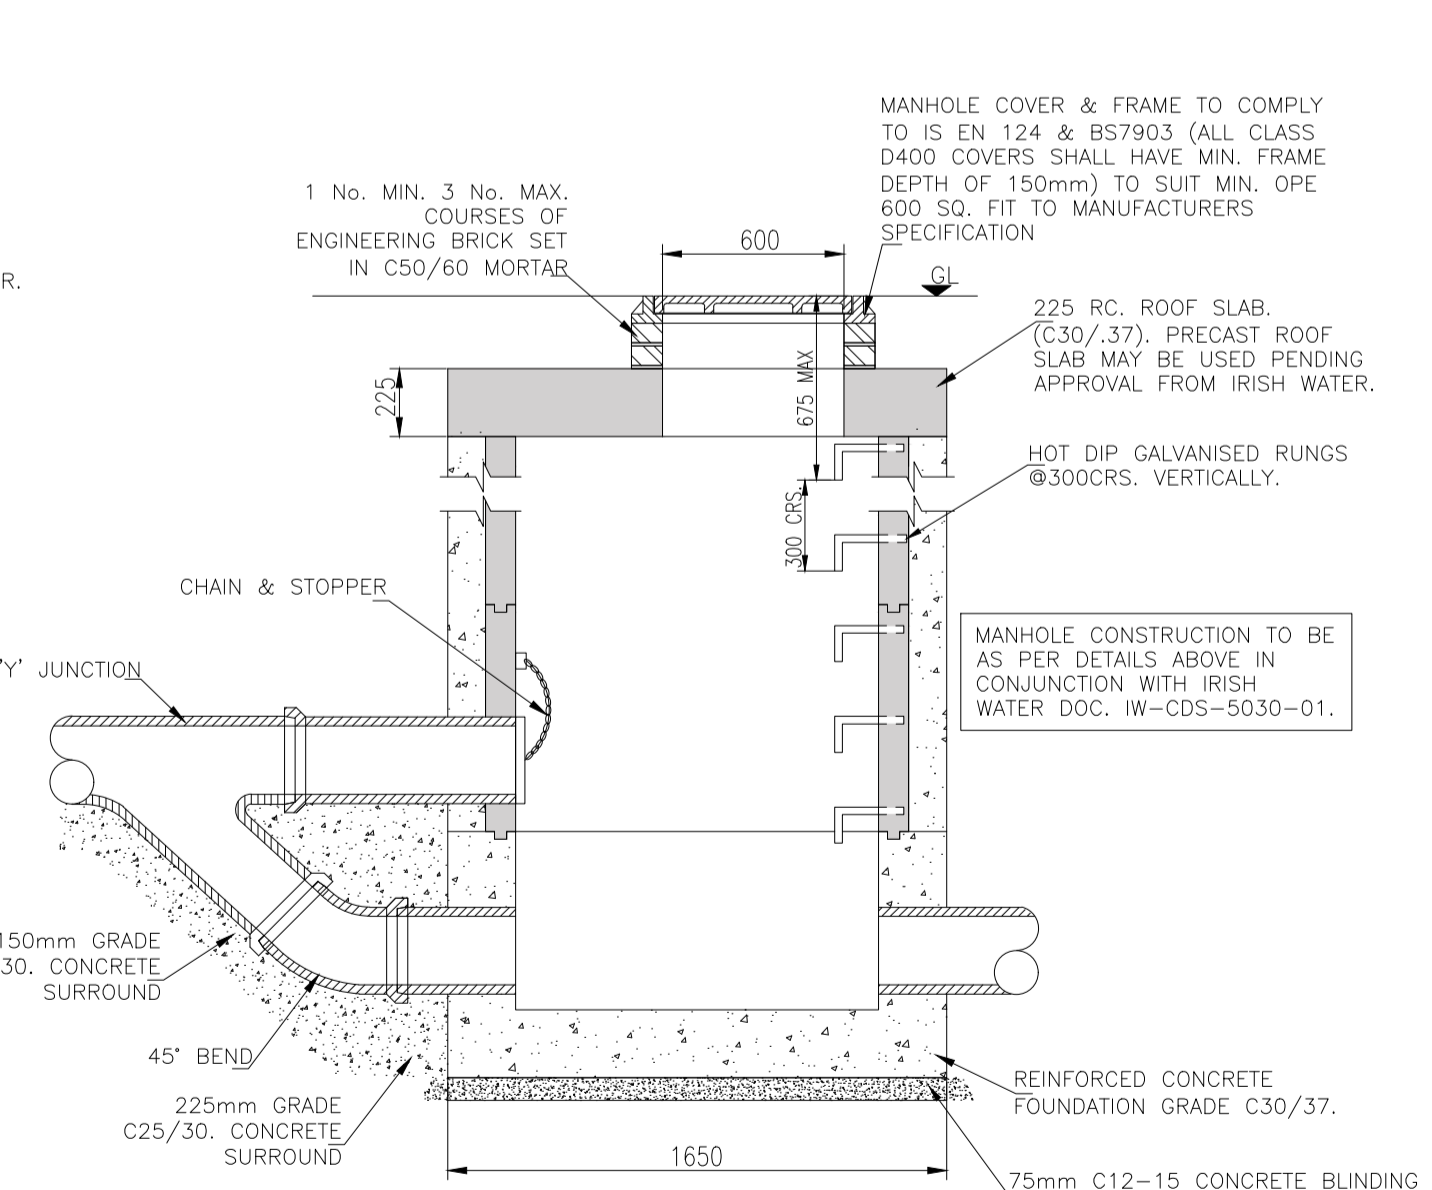 MANHOLE COVER & FRAME TO COMPLY
TO IS EN 124 & BS7903 (ALL CLASS
D400 COVERS SHALL HAVE MIN. FRAME
DEPTH OF 150mm) TO SUIT MIN. OPE
600 SQ. FIT TO MANUFACTURERS
SPECIFICATION
1 No. MIN. 3 No. MAX.
COURSES OF
ENGINEERING BRICK SET
IN C50/60 MORTAR
600
GL
R.
225 RC. ROOF SLAB.
(C30/.37). PRECAST ROOF
SLAB MAY BE USED PENDING
APPROVAL FROM IRISH WATER.
225
675 MAX
HOT DIP GALVANISED RUNGS
@300CRS. VERTICALLY.
300 CRS.
CHAIN & STOPPER
MANHOLE CONSTRUCTION TO BE
AS PER DETAILS ABOVE IN
CONJUNCTION WITH IRISH
WATER DOC. IW-CDS-5030-01.
'Y' JUNCTION
150mm GRADE
30. CONCRETE
SURROUND
45° BEND
225mm GRADE
C25/30. CONCRETE
SURROUND
REINFORCED CONCRETE
FOUNDATION GRADE C30/37.
1650
75mm C12-15 CONCRETE BLINDING